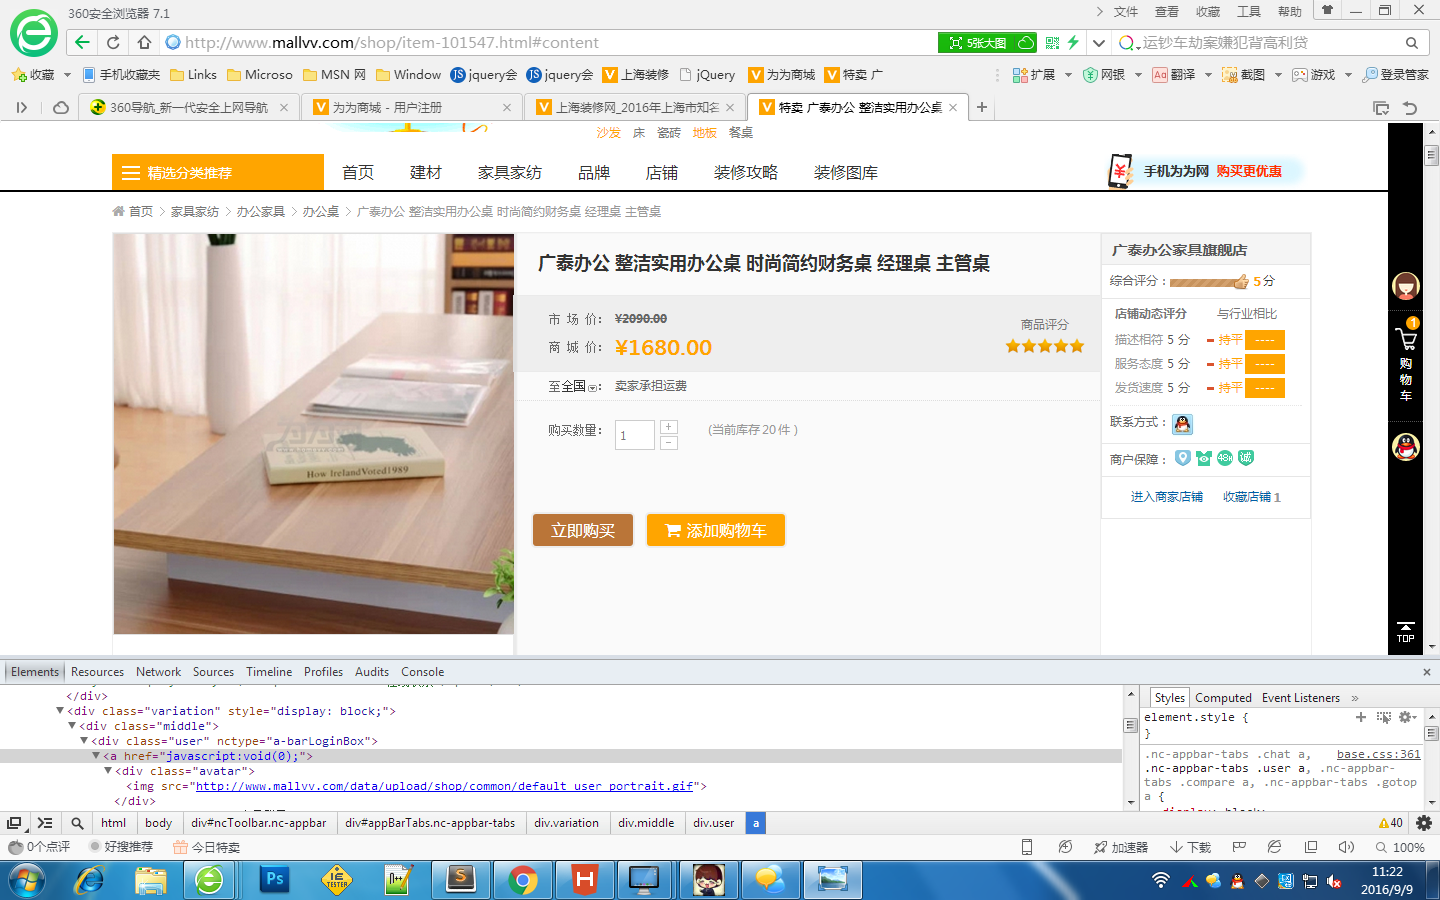 360安全浏览器 7.1
文件 查看 收藏 工具 帮助
http://www.mallvv.com/shop/item-101547.html#content
5张大图
运钞车劫案嫌犯背高利贷
收藏 手机收藏夹 Links Microso MSN 网 Window jquery会 jquery会 上海装修 jQuery 为为商城 特卖 广
扩展 网银 翻译 截图 游戏 登录管家
360导航_新一代安全上网导航
为为商城 - 用户注册
上海装修网_2016年上海市知名
特卖 广泰办公 整洁实用办公桌
沙发 床 瓷砖 地板 餐桌
精选分类推荐 首页 建材 家具家纺 品牌 店铺 装修攻略 装修图库
手机为为网 购买更优惠
首页 > 家具家纺 > 办公家具 > 办公桌 > 广泰办公 整洁实用办公桌 时尚简约财务桌 经理桌 主管桌
How IrelandVoted1989
广泰办公 整洁实用办公桌 时尚简约财务桌 经理桌 主管桌
市 场 价: ¥2090.00
商 城 价: ¥1680.00
商品评分
至全国: 卖家承担运费
购买数量: 1 + − (当前库存20件)
立即购买 添加购物车
广泰办公家具旗舰店
综合评分: 5分
店铺动态评分 与行业相比
描述相符 5 分 持平 ----
服务态度 5 分 持平 ----
发货速度 5 分 持平 ----
联系方式:
商户保障: 48h 诚
进入商家店铺 收藏店铺 1
1
购物车
TOP
Elements Resources Network Sources Timeline Profiles Audits Console
</div>
<div class="variation" style="display: block;">
<div class="middle">
<div class="user" nctype="a-barLoginBox">
<a href="javascript:void(0);">
<div class="avatar">
<img src="http://www.mallvv.com/data/upload/shop/common/default_user_portrait.gif">
</div>
Styles Computed Event Listeners »
element.style {
}
.nc-appbar-tabs .chat a, base.css:361
.nc-appbar-tabs .user a, .nc-appbar-
tabs .compare a, .nc-appbar-tabs .gotop
a {
display: block;
html body div#ncToolbar.nc-appbar div#appBarTabs.nc-appbar-tabs div.variation div.middle div.user a
40
0个点评 好搜推荐 今日特卖
加速器 下载 100%
Ps
IE TESTER
11:22
2016/9/9